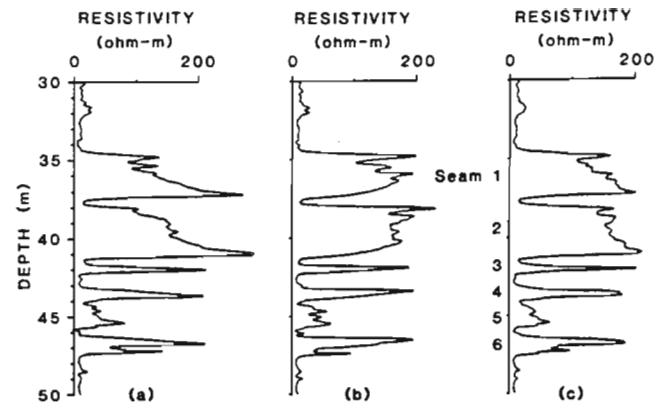 RESISTIVITY RESISTIVITY RESISTIVITY
(ohm-m) (ohm-m) (ohm-m)
0 200 0 200 0 200
30
35
Seam 1
DEPTH (m)
2
40
3
4
45
5
6
50
(a) (b) (c)